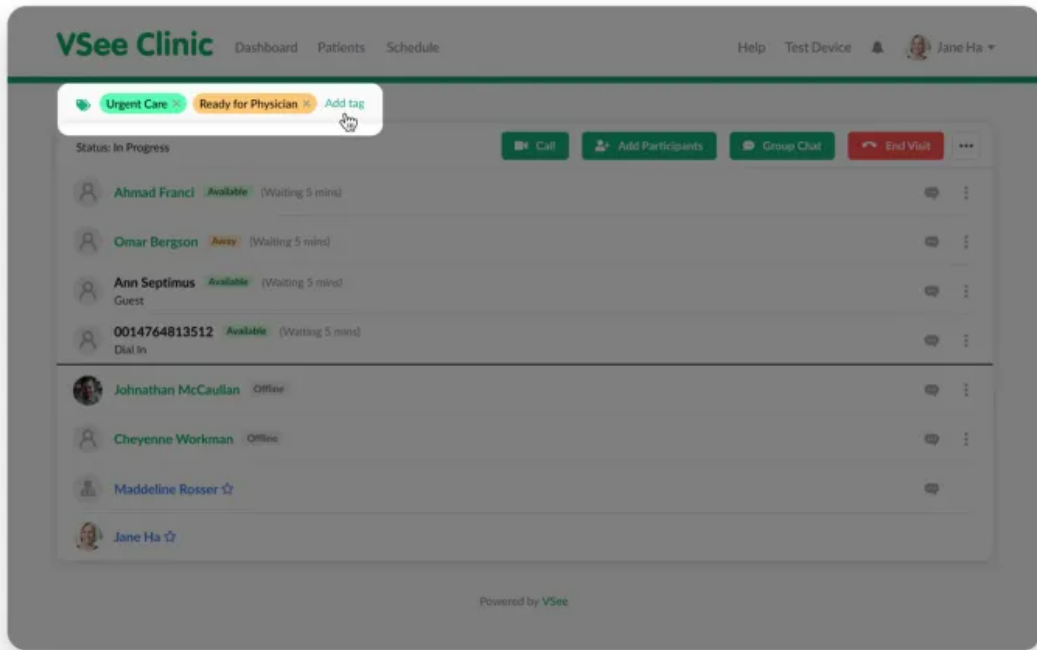 VSee Clinic Dashboard Patients Schedule Help Test Device Jane Ha
Urgent Care × Ready for Physician × Add tag
Status: In Progress Call Add Participants Group Chat End Visit
Ahmad Franci Available (Waiting 5 mins)
Omar Bergson Away (Waiting 5 mins)
Ann Septimus Available (Waiting 5 mins)
Guest
0014764813512 Available (Waiting 5 mins)
Dial In
Johnathan McCaullan Offline
Cheyenne Workman Offline
Maddeline Rosser
Jane Ha
Powered by VSee